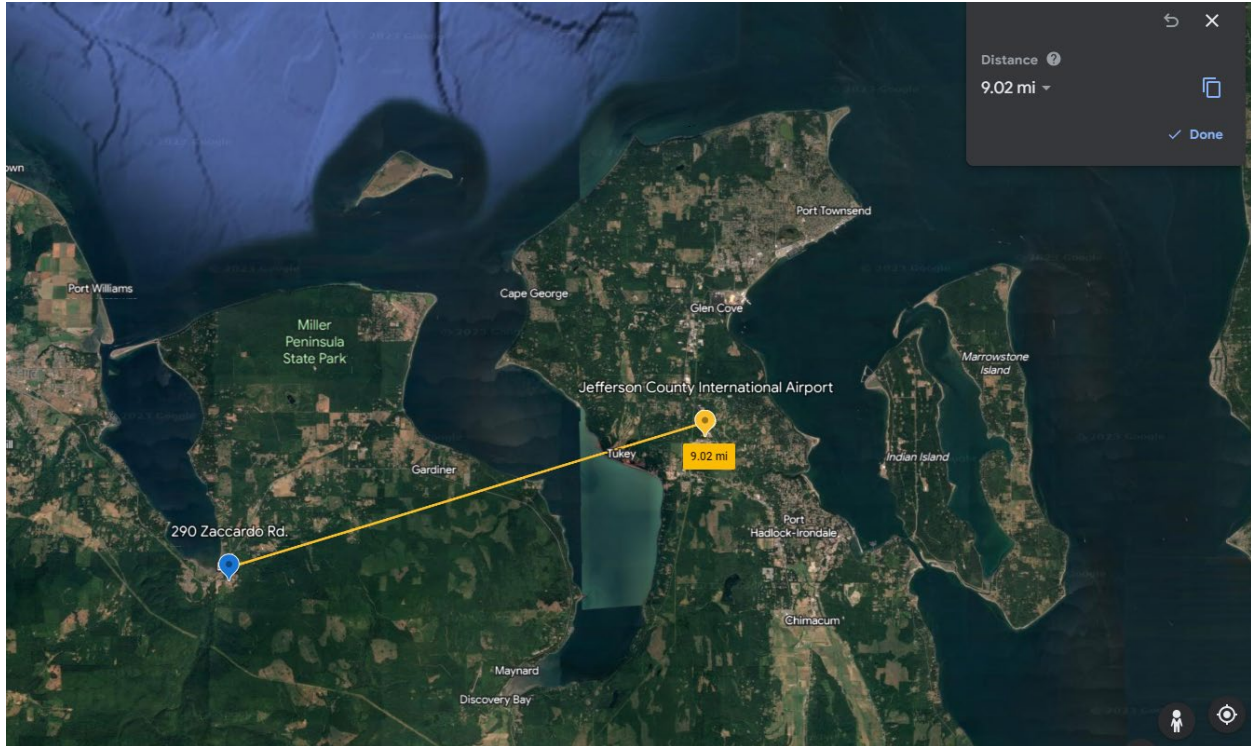 Distance
9.02 mi
Done
own
Port Townsend
Port Williams
Cape George
Glen Cove
Miller
Peninsula
State Park
Marrowstone
Island
Jefferson County International Airport
Tukey
9.02 mi
Indian Island
Gardiner
290 Zaccardo Rd.
Port
Hadlock-Irondale
Chimacum
Maynard
Discovery Bay